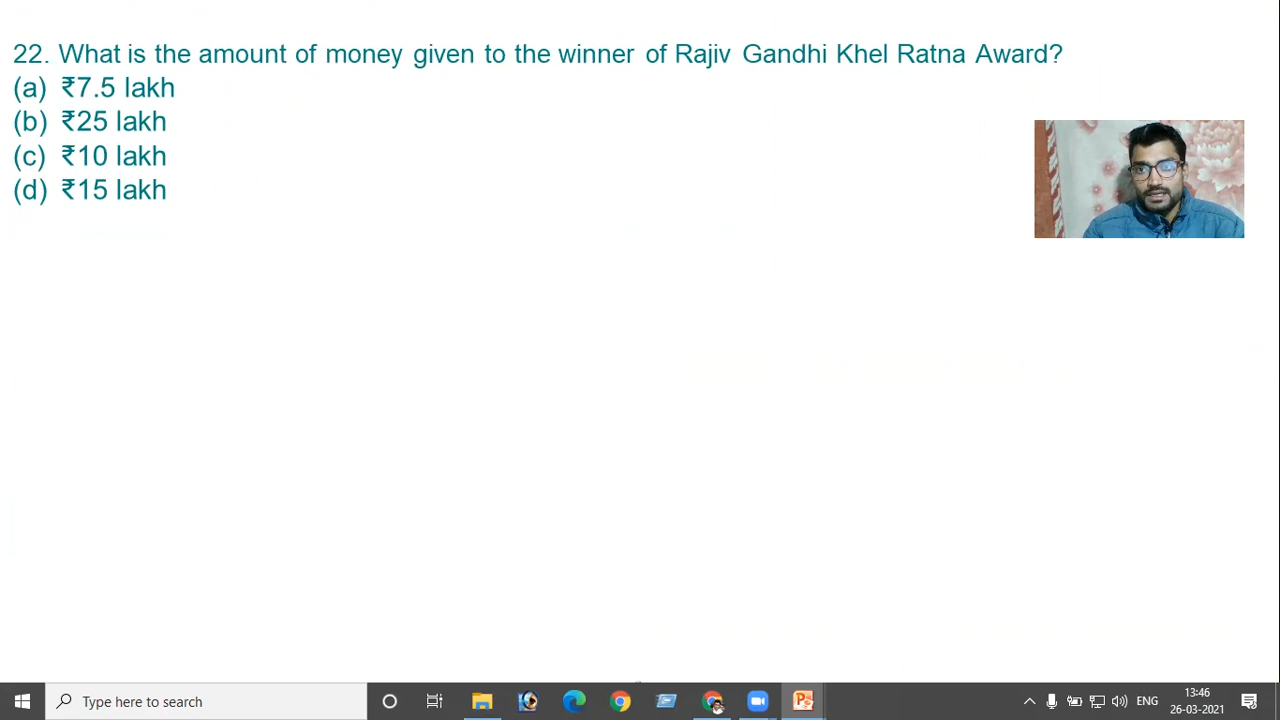 22. What is the amount of money given to the winner of Rajiv Gandhi Khel Ratna Award?
(a) ₹7.5 lakh
(b) ₹25 lakh
(c) ₹10 lakh
(d) ₹15 lakh
Type here to search
ENG
13:46
26-03-2021